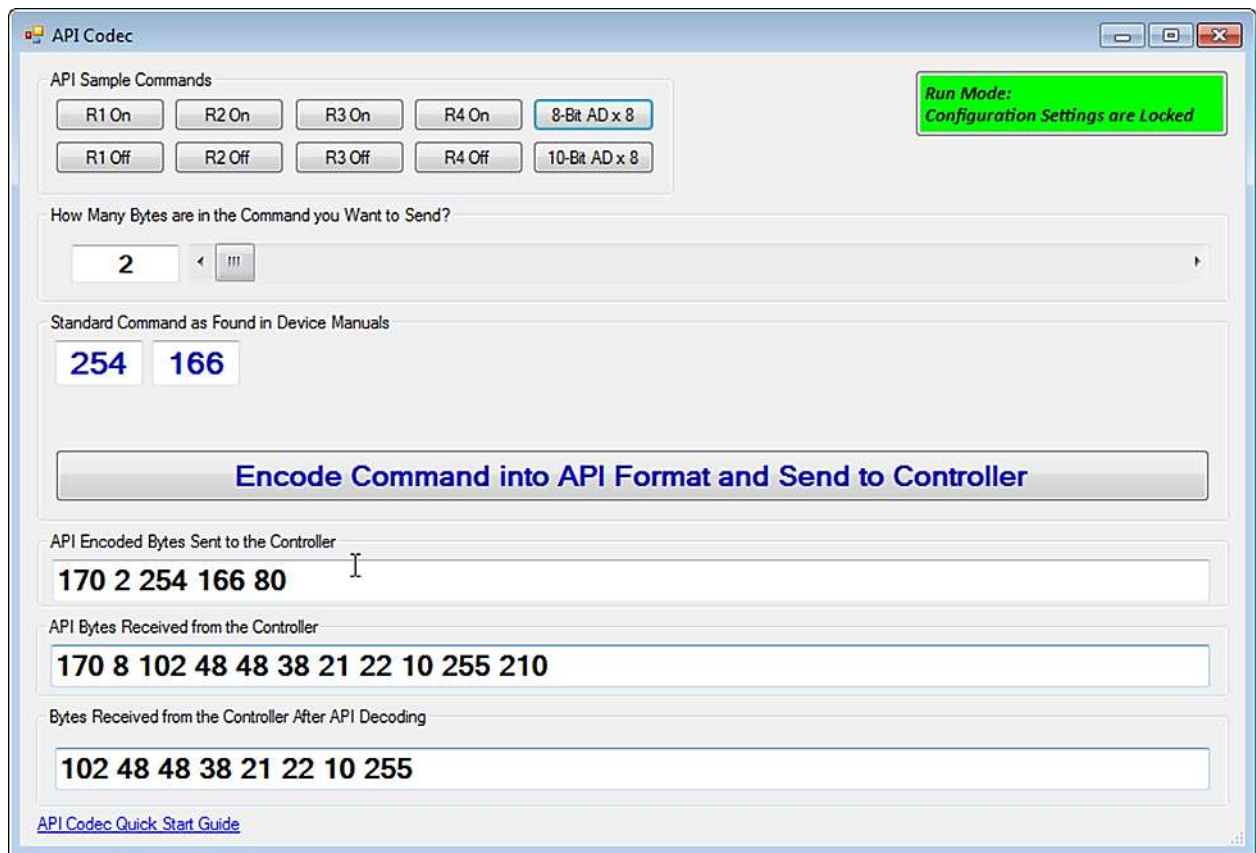 API Codec
API Sample Commands
R1 On R2 On R3 On R4 On 8-Bit AD x 8
R1 Off R2 Off R3 Off R4 Off 10-Bit AD x 8
Run Mode:
Configuration Settings are Locked
How Many Bytes are in the Command you Want to Send?
2
Standard Command as Found in Device Manuals
254 166
Encode Command into API Format and Send to Controller
API Encoded Bytes Sent to the Controller
170 2 254 166 80
API Bytes Received from the Controller
170 8 102 48 48 38 21 22 10 255 210
Bytes Received from the Controller After API Decoding
102 48 48 38 21 22 10 255
API Codec Quick Start Guide